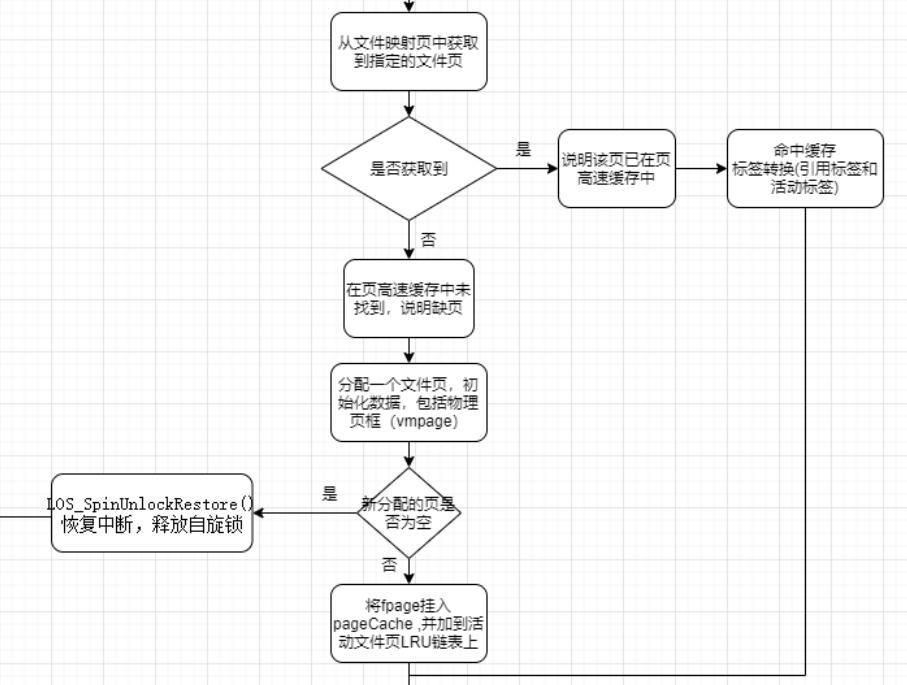 从文件映射页中获取
到指定的文件页
是否获取到
是
说明该页已在页
高速缓存中
命中缓存
标签转换(引用标签和
活动标签)
否
在页高速缓存中未
找到，说明缺页
分配一个文件页，初
始化数据，包括物理
页框（vmpage）
新分配的页是
否为空
是
LOS_SpinUnlockRestore()
恢复中断，释放自旋锁
否
将fpage挂入
pageCache ,并加到活
动文件页LRU链表上